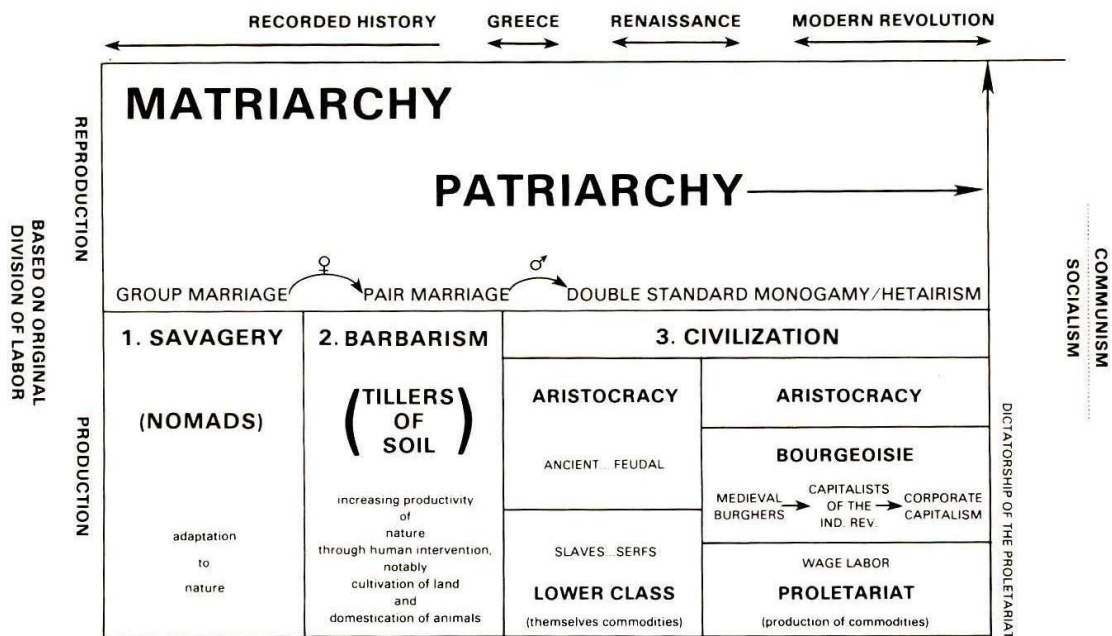 RECORDED HISTORY
GREECE
RENAISSANCE
MODERN REVOLUTION
MATRIARCHY
PATRIARCHY
♀
♂
GROUP MARRIAGE
PAIR MARRIAGE
DOUBLE STANDARD MONOGAMY/HETAIRISM
REPRODUCTION
BASED ON ORIGINAL
DIVISION OF LABOR
PRODUCTION
1. SAVAGERY
(NOMADS)
adaptation
to
nature
2. BARBARISM
(TILLERS
OF
SOIL)
increasing productivity
of
nature
through human intervention,
notably
cultivation of land
and
domestication of animals
3. CIVILIZATION
ARISTOCRACY
ANCIENT... FEUDAL
SLAVES...SERFS
LOWER CLASS
(themselves commodities)
ARISTOCRACY
BOURGEOISIE
MEDIEVAL
BURGHERS
CAPITALISTS
OF THE
IND. REV.
CORPORATE
CAPITALISM
WAGE LABOR
PROLETARIAT
(production of commodities)
DICTATORSHIP OF THE PROLETARIAT
SOCIALISM
COMMUNISM